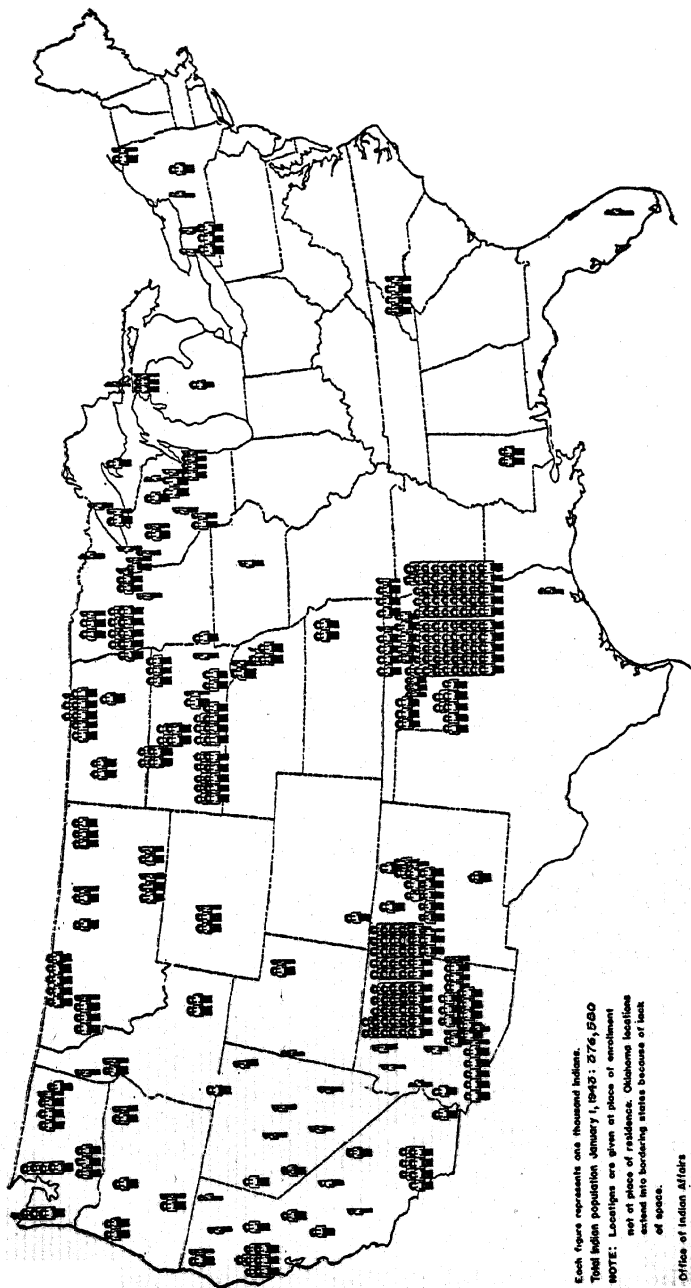 Each figure represents one thousand Indians.
Total Indian population January 1, 1943: 376,580
NOTE: Locations are given at place of enrollment
not at place of residence. Oklahoma locations
extend into bordering states because of lack
of space.
Office of Indian Affairs